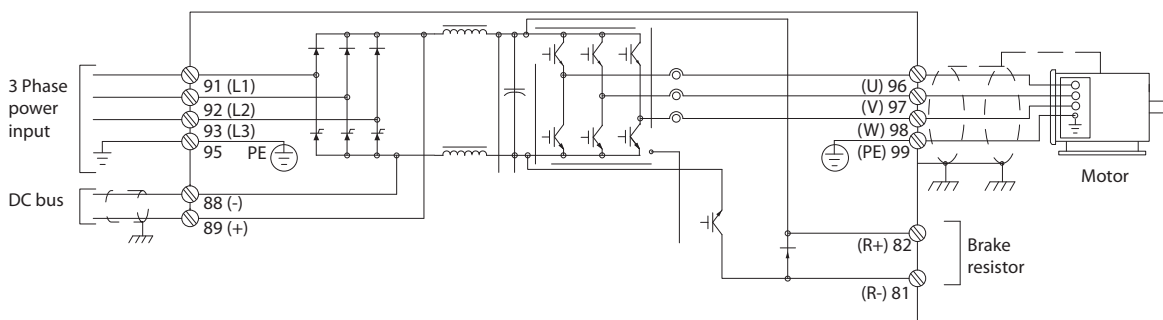 3 Phase
power
input
91 (L1)
92 (L2)
93 (L3)
95
PE
DC bus
88 (-)
89 (+)
(U) 96
(V) 97
(W) 98
(PE) 99
Motor
(R+) 82
(R-) 81
Brake
resistor